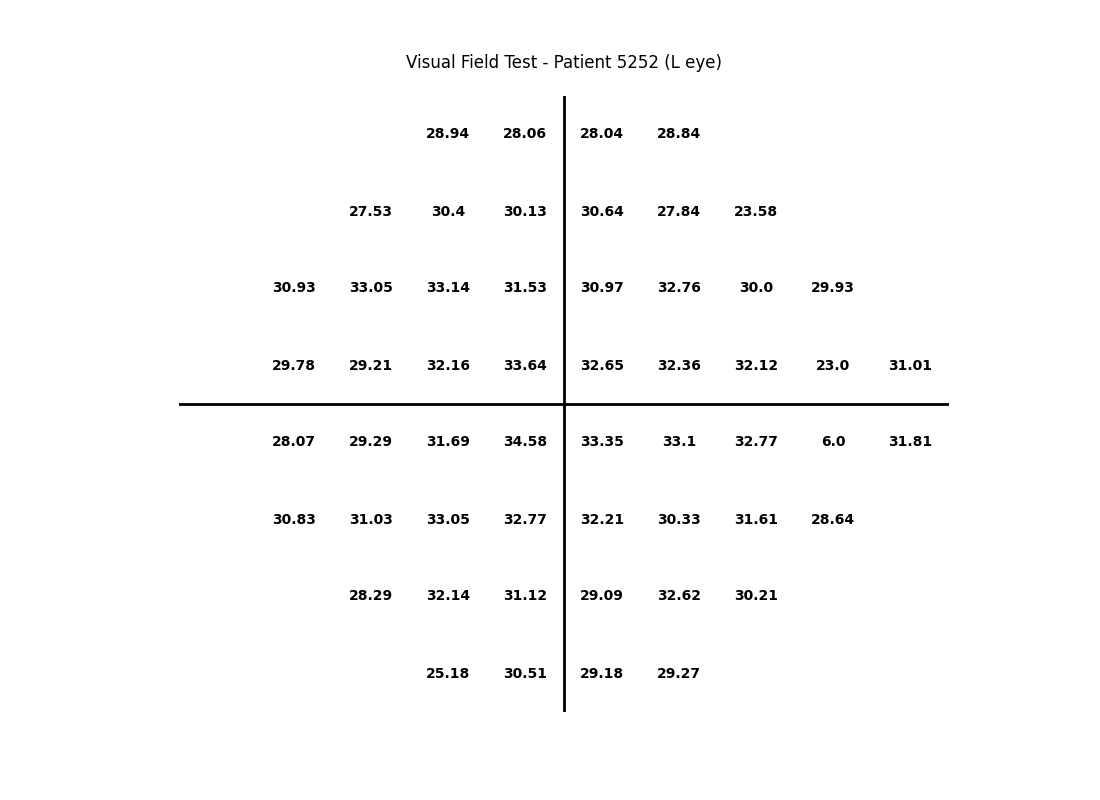 Visual Field Test - Patient 5252 (L eye)
28.94 28.06 28.04 28.84
27.53 30.4 30.13 30.64 27.84 23.58
30.93 33.05 33.14 31.53 30.97 32.76 30.0 29.93
29.78 29.21 32.16 33.64 32.65 32.36 32.12 23.0 31.01
28.07 29.29 31.69 34.58 33.35 33.1 32.77 6.0 31.81
30.83 31.03 33.05 32.77 32.21 30.33 31.61 28.64
28.29 32.14 31.12 29.09 32.62 30.21
25.18 30.51 29.18 29.27